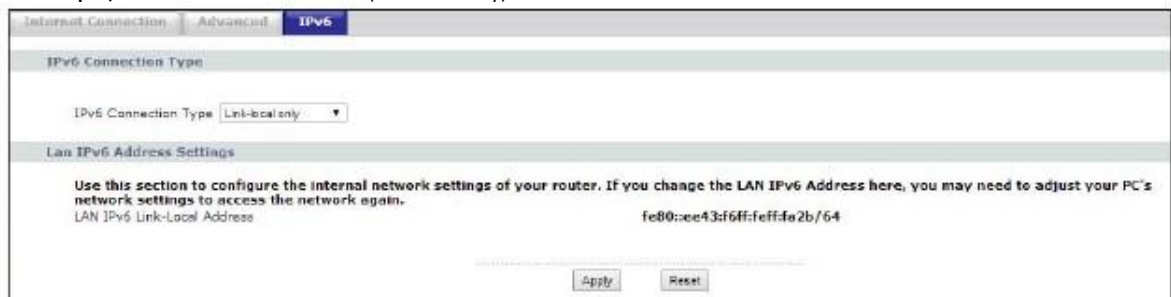 Internet Connection Advanced IPv6
IPv6 Connection Type
IPv6 Connection Type Link-local only
Lan IPv6 Address Settings
Use this section to configure the internal network settings of your router. If you change the LAN IPv6 Address here, you may need to adjust your PC's
network settings to access the network again.
LAN IPv6 Link-Local Address fe80::ee43:f6ff:feff:fa2b/64
Apply Reset